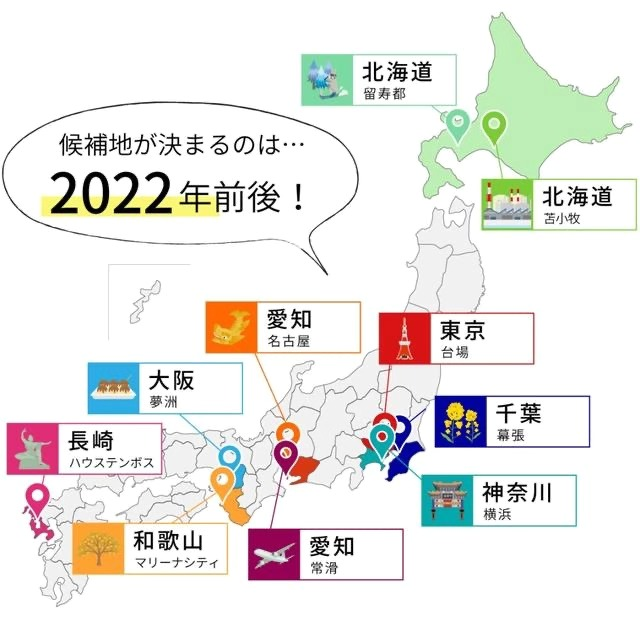 北海道
留寿都
候補地が決まるのは…
2022年前後！
北海道
苫小牧
愛知
名古屋
東京
台場
大阪
夢洲
千葉
幕張
長崎
ハウステンボス
神奈川
横浜
和歌山
マリーナシティ
愛知
常滑